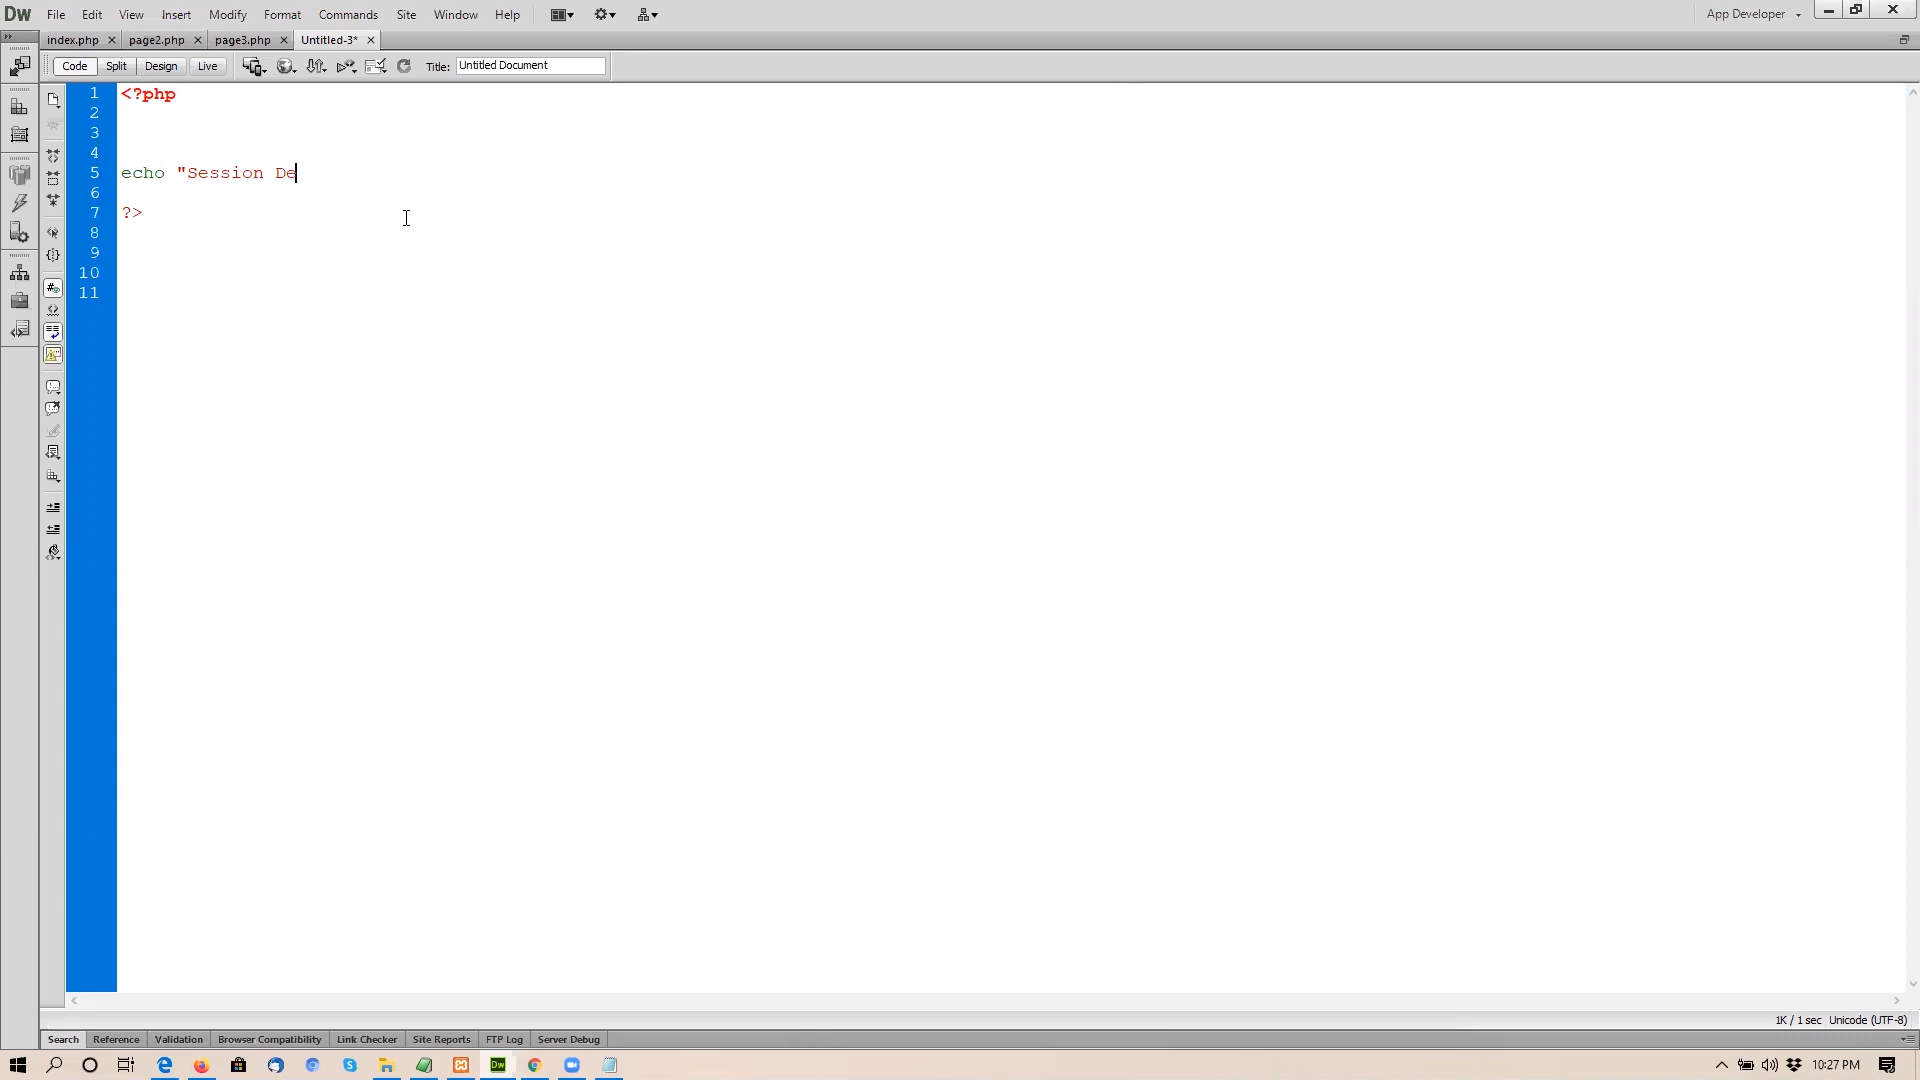 Dw File Edit View Insert Modify Format Commands Site Window Help App Developer
index.php page2.php page3.php Untitled-3*
Code Split Design Live Title: Untitled Document
1 <?php
2
3
4
5 echo "Session De
6
7 ?>
8
9
10
11
1K / 1 sec Unicode (UTF-8)
Search Reference Validation Browser Compatibility Link Checker Site Reports FTP Log Server Debug
Dw 10:27 PM